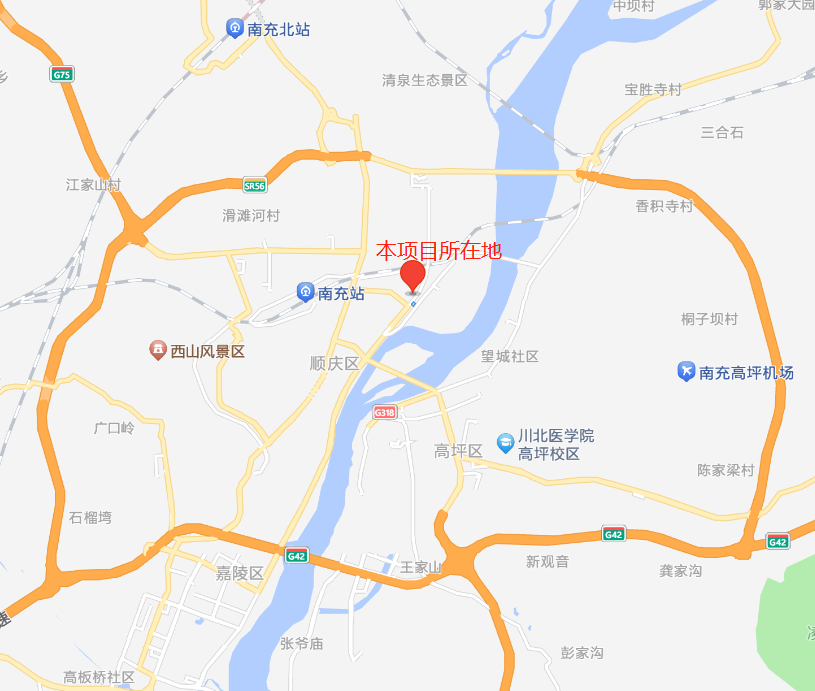 中坝村
郭家大园
南充北站
G75
清泉生态景区
宝胜寺村
乡
三合石
江家山村
SR56
滑滩河村
香积寺村
本项目所在地
南充站
桐子坝村
西山风景区
顺庆区
望城社区
南充高坪机场
G318
广口岭
川北医学院
高坪校区
高坪区
陈家梁村
石榴湾
G42
G42
G42
嘉陵区
王家山
新观音
龚家沟
速
张爷庙
彭家沟
凌
高板桥社区